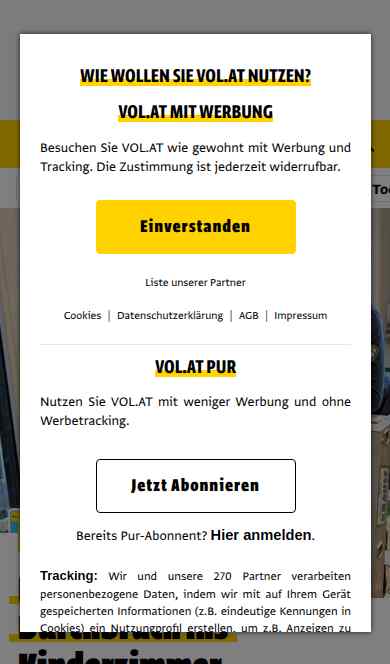 WIE WOLLEN SIE VOL.AT NUTZEN?
VOL.AT MIT WERBUNG
Besuchen Sie VOL.AT wie gewohnt mit Werbung und
Tracking. Die Zustimmung ist jederzeit widerrufbar.
Einverstanden
Liste unserer Partner
Cookies | Datenschutzerklärung | AGB | Impressum
VOL.AT PUR
Nutzen Sie VOL.AT mit weniger Werbung und ohne
Werbetracking.
Jetzt Abonnieren
Bereits Pur-Abonnent? Hier anmelden.
Tracking: Wir und unsere 270 Partner verarbeiten
personenbezogene Daten, indem wir mit auf Ihrem Gerät
gespeicherten Informationen (z.B. eindeutige Kennungen in
Cookies) ein Nutzungsprofil erstellen, um z.B. Anzeigen zu
Kinderzimmer